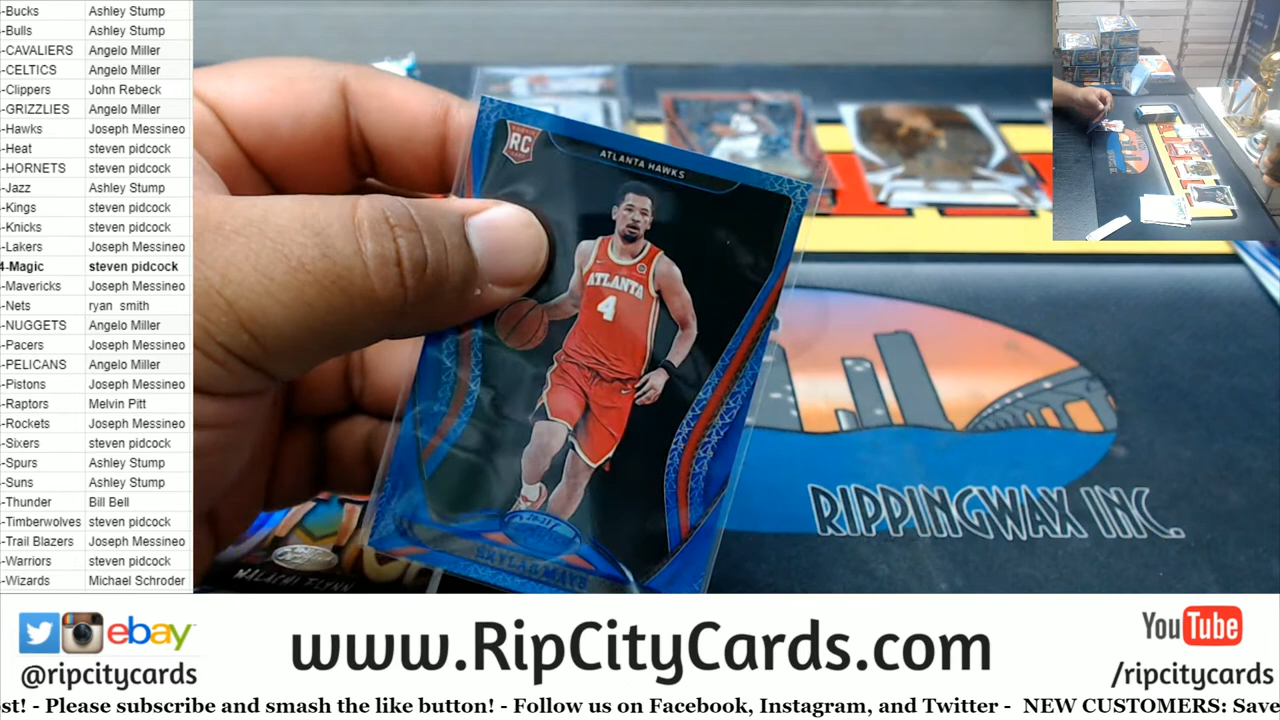 -Bucks Ashley Stump
-Bulls Ashley Stump
-CAVALIERS Angelo Miller
-CELTICS Angelo Miller
-Clippers John Rebeck
-GRIZZLIES Angelo Miller
-Hawks Joseph Messineo
-Heat steven pidcock
-HORNETS steven pidcock
-Jazz Ashley Stump
-Kings steven pidcock
-Knicks steven pidcock
-Lakers Joseph Messineo
4-Magic steven pidcock
-Mavericks Joseph Messineo
-Nets ryan smith
-NUGGETS Angelo Miller
-Pacers Joseph Messineo
-PELICANS Angelo Miller
-Pistons Joseph Messineo
-Raptors Melvin Pitt
-Rockets Joseph Messineo
-Sixers steven pidcock
-Spurs Ashley Stump
-Suns Ashley Stump
-Thunder Bill Bell
-Timberwolves steven pidcock
-Trail Blazers Joseph Messineo
-Warriors steven pidcock
-Wizards Michael Schroder
RC
ATLANTA HAWKS
ATLANTA
4
SKYLAR MAYS
MALACHI FLYNN
RIPPINGWAX INC.
ebay
@ripcitycards
www.RipCityCards.com
YouTube
/ripcitycards
st! - Please subscribe and smash the like button! - Follow us on Facebook, Instagram, and Twitter - NEW CUSTOMERS: Save